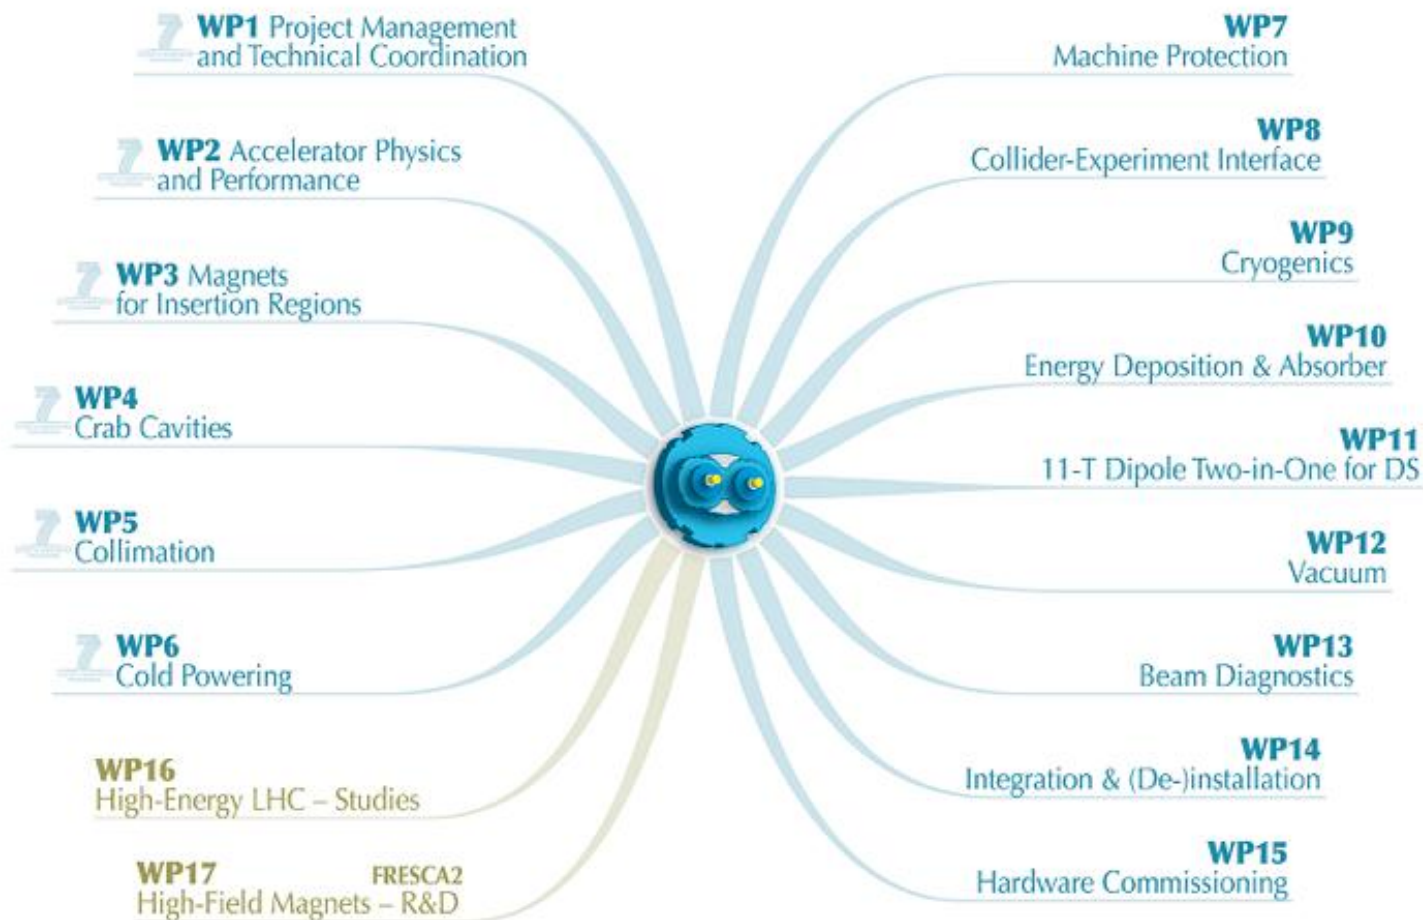 WP1 Project Management
and Technical Coordination
WP2 Accelerator Physics
and Performance
WP3 Magnets
for Insertion Regions
WP4
Crab Cavities
WP5
Collimation
WP6
Cold Powering
WP16
High-Energy LHC – Studies
WP17 FRESCA2
High-Field Magnets – R&D
WP7
Machine Protection
WP8
Collider-Experiment Interface
WP9
Cryogenics
WP10
Energy Deposition & Absorber
WP11
11-T Dipole Two-in-One for DS
WP12
Vacuum
WP13
Beam Diagnostics
WP14
Integration & (De-)installation
WP15
Hardware Commissioning